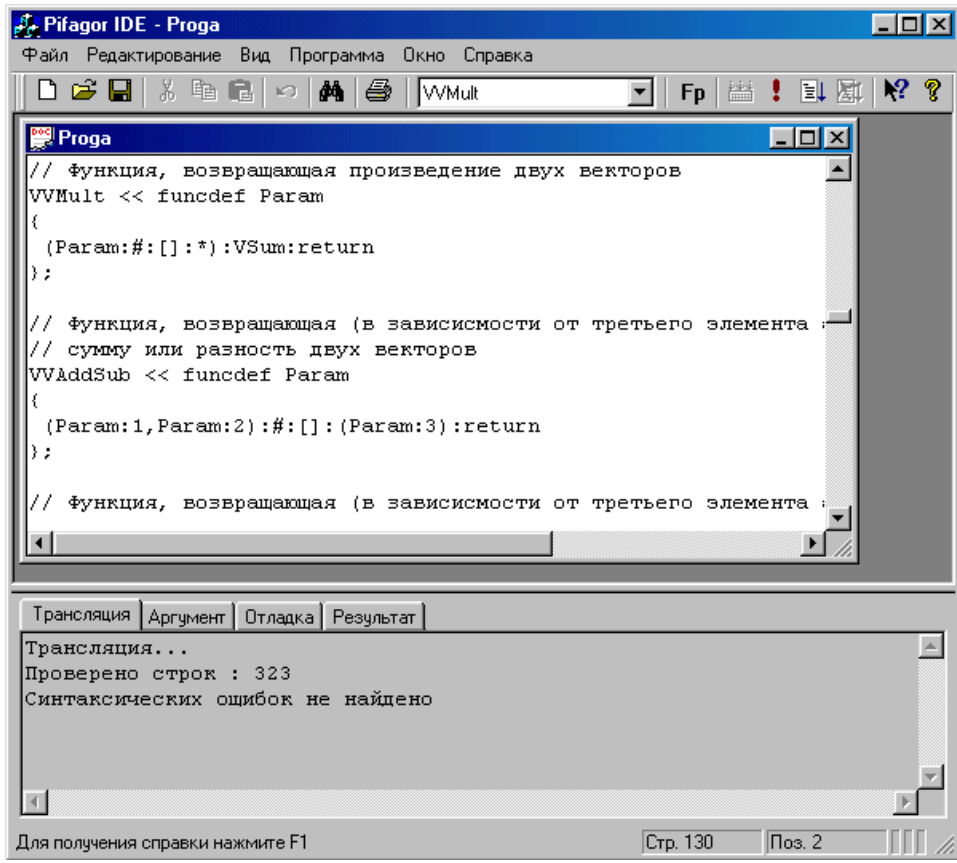 Pifagor IDE - Proga
Файл Редактирование Вид Программа Окно Справка
VVMult Fp
Proga
// Функция, возвращающая произведение двух векторов
VVMult << funcdef Param
{
(Param:#:[]:*):VSum:return
};
// Функция, возвращающая (в зависисмости от третьего элемента
// сумму или разность двух векторов
VVAddSub << funcdef Param
{
(Param:1,Param:2):#:[]:(Param:3):return
};
// Функция, возвращающая (в зависисмости от третьего элемента
Трансляция Аргумент Отладка Результат
Трансляция...
Проверено строк : 323
Синтаксических ошибок не найдено
Для получения справки нажмите F1 Стр. 130 Поз. 2